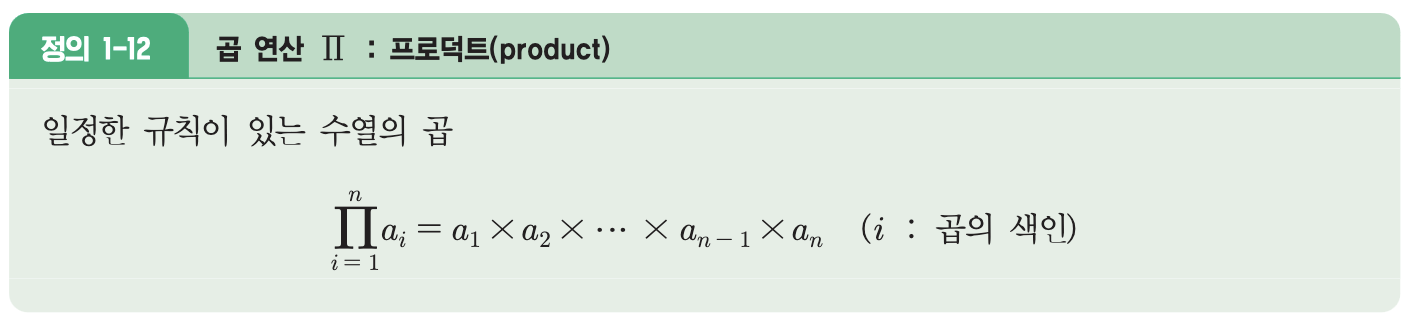 정의 1-12 곱 연산 ∏ : 프로덕트(product)
일정한 규칙이 있는 수열의 곱
$\prod_{i=1}^{n} a_i = a_1 \times a_2 \times \cdots \times a_{n-1} \times a_n$ (i : 곱의 색인)